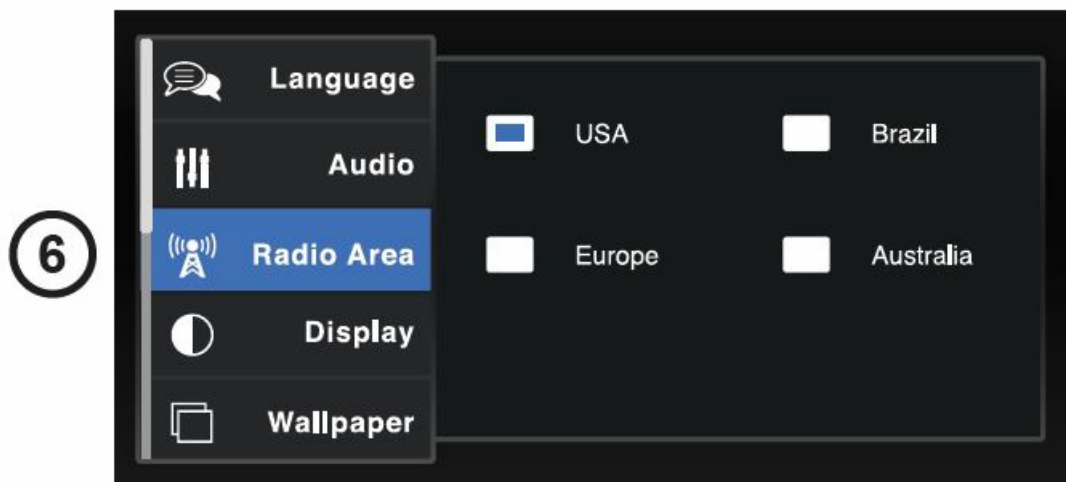 Language
Audio
6
Radio Area
Display
Wallpaper
USA
Brazil
Europe
Australia